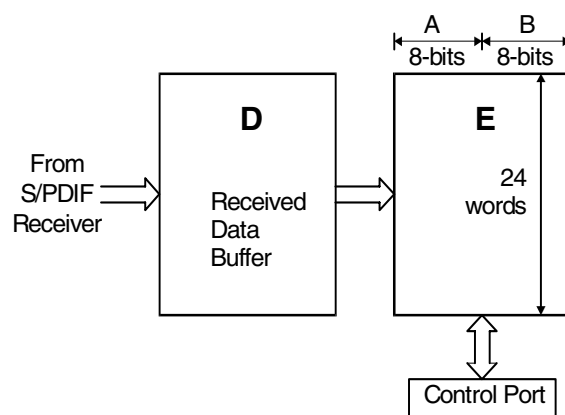 A B
8-bits 8-bits
D
E
From
S/PDIF
Receiver
Received
Data
Buffer
24
words
Control Port